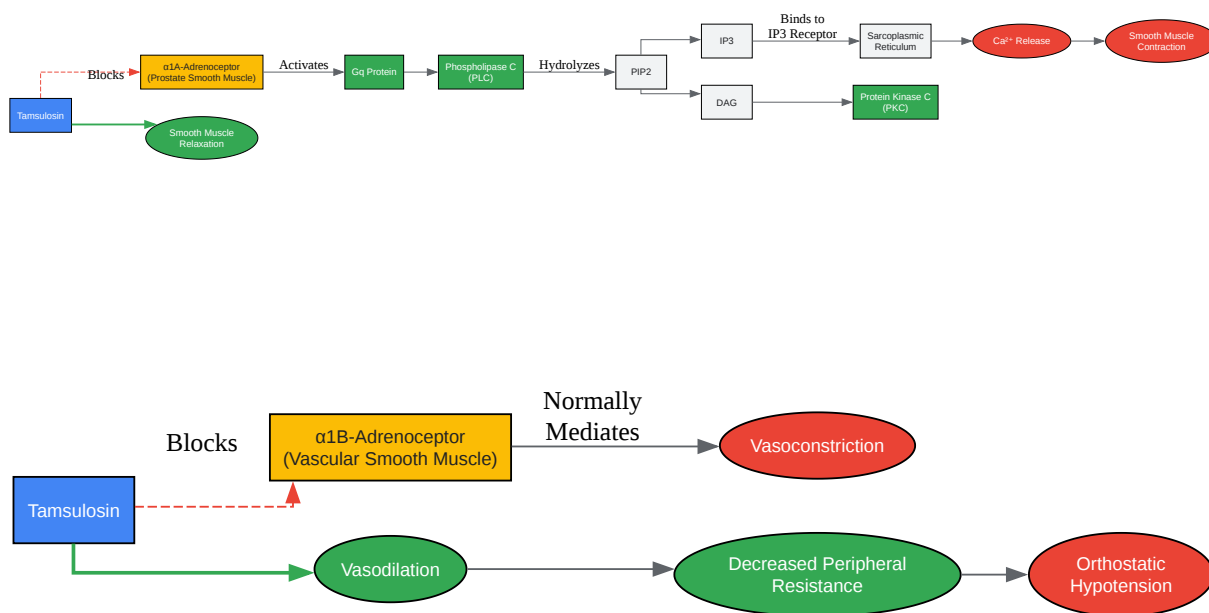 Tamsulosin
Blocks
α1A-Adrenoceptor
(Prostate Smooth Muscle)
Smooth Muscle
Relaxation
Activates
Gq Protein
Phospholipase C
(PLC)
Hydrolyzes
PIP2
IP3
Binds to
IP3 Receptor
Sarcoplasmic
Reticulum
Ca²⁺ Release
Smooth Muscle
Contraction
DAG
Protein Kinase C
(PKC)
Tamsulosin
Blocks
α1B-Adrenoceptor
(Vascular Smooth Muscle)
Normally
Mediates
Vasoconstriction
Vasodilation
Decreased Peripheral
Resistance
Orthostatic
Hypotension